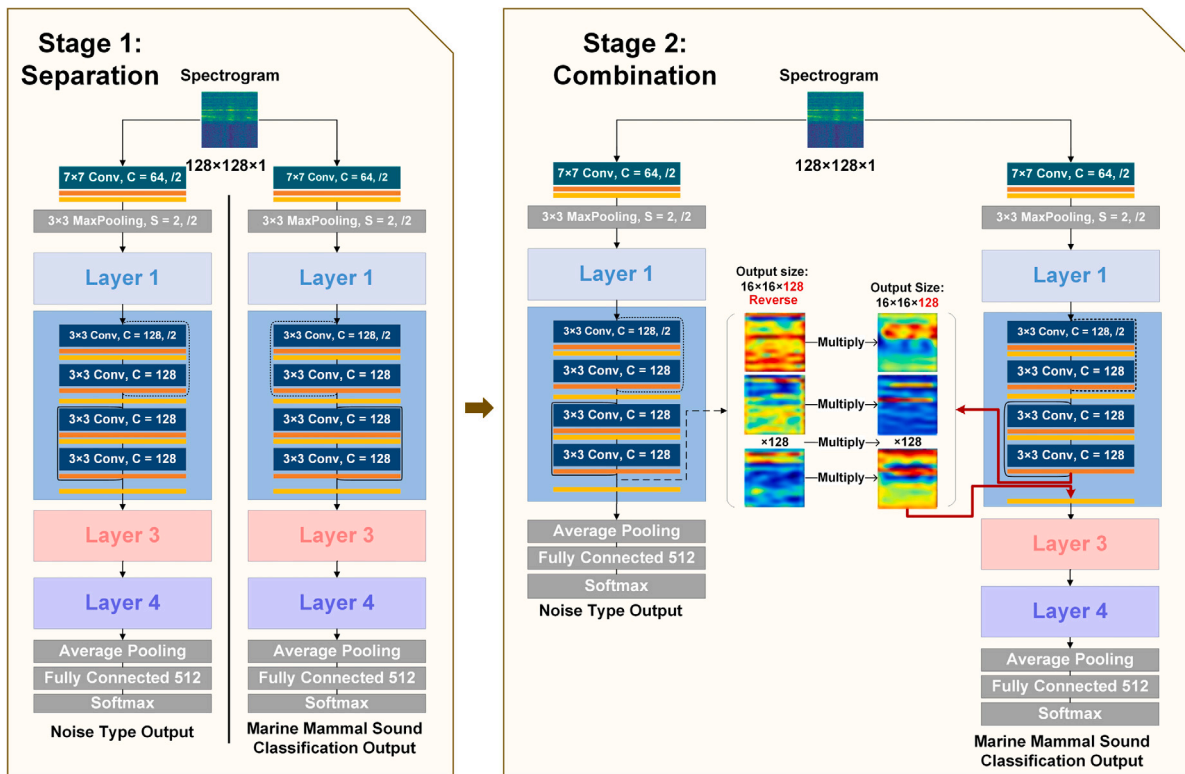 Stage 1:
Separation
Spectrogram
128×128×1
7×7 Conv, C = 64, /2
3×3 MaxPooling, S = 2, /2
Layer 1
3×3 Conv, C = 128, /2
3×3 Conv, C = 128
3×3 Conv, C = 128
3×3 Conv, C = 128
Layer 3
Layer 4
Average Pooling
Fully Connected 512
Softmax
Noise Type Output
7×7 Conv, C = 64, /2
3×3 MaxPooling, S = 2, /2
Layer 1
3×3 Conv, C = 128, /2
3×3 Conv, C = 128
3×3 Conv, C = 128
3×3 Conv, C = 128
Layer 3
Layer 4
Average Pooling
Fully Connected 512
Softmax
Marine Mammal Sound
Classification Output
Stage 2:
Combination
Spectrogram
128×128×1
7×7 Conv, C = 64, /2
3×3 MaxPooling, S = 2, /2
Layer 1
3×3 Conv, C = 128, /2
3×3 Conv, C = 128
3×3 Conv, C = 128
3×3 Conv, C = 128
Average Pooling
Fully Connected 512
Softmax
Noise Type Output
Output size:
16×16×128
Reverse
Multiply
Multiply
×128
Multiply
Multiply
Output Size:
16×16×128
×128
7×7 Conv, C = 64, /2
3×3 MaxPooling, S = 2, /2
Layer 1
3×3 Conv, C = 128, /2
3×3 Conv, C = 128
3×3 Conv, C = 128
3×3 Conv, C = 128
Layer 3
Layer 4
Average Pooling
Fully Connected 512
Softmax
Marine Mammal Sound
Classification Output